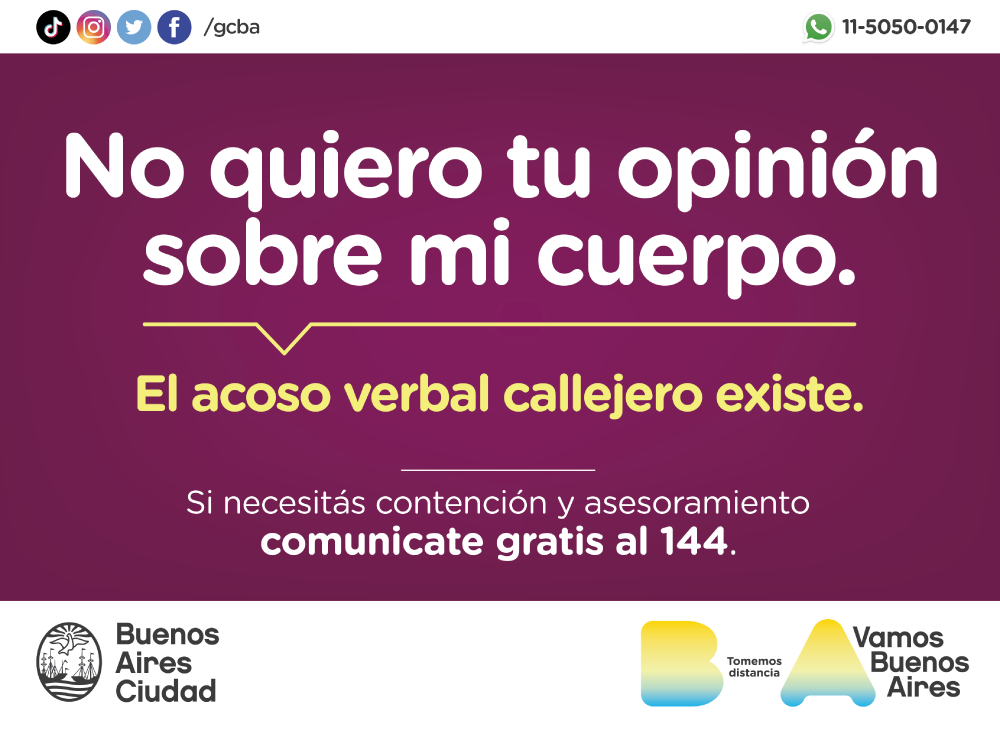 /gcba
11-5050-0147
No quiero tu opinión
sobre mi cuerpo.
El acoso verbal callejero existe.
Si necesitás contención y asesoramiento
comunicate gratis al 144.
Buenos
Aires
Ciudad
B
Tomemos
distancia
A
Vamos
Buenos
Aires